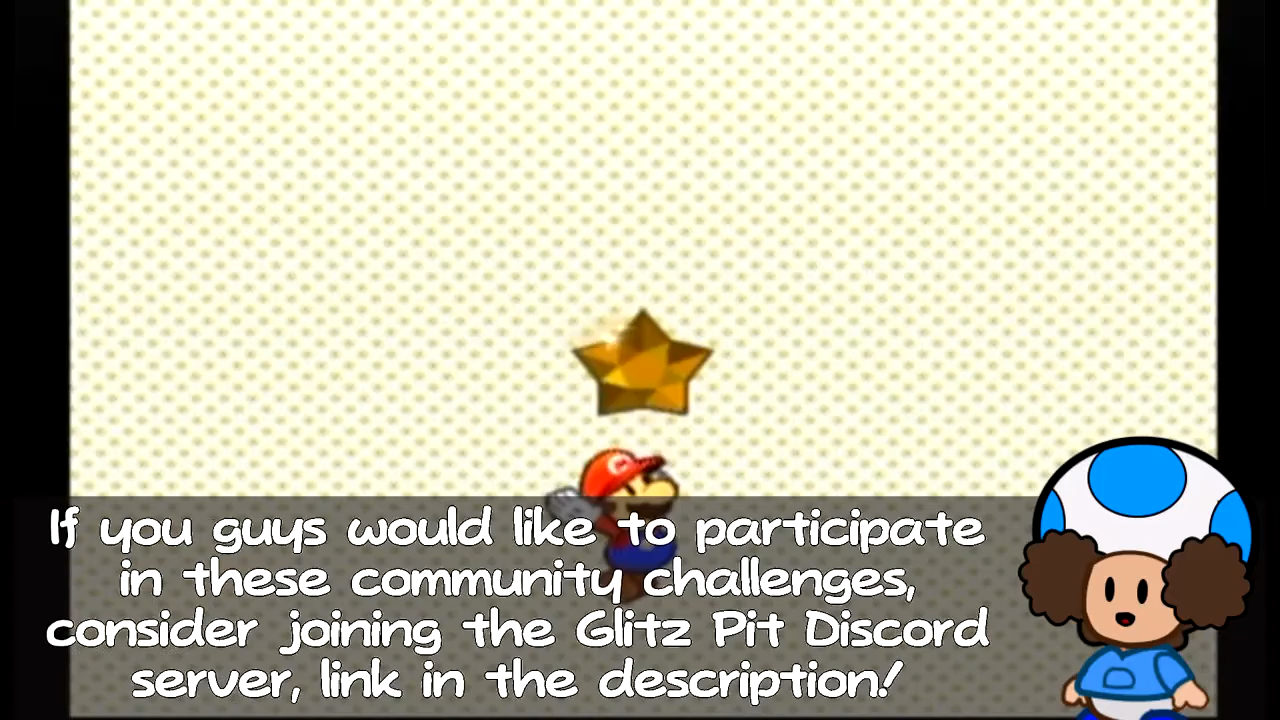 If you guys would like to participate
in these community challenges,
consider joining the Glitz Pit Discord
server, link in the description!